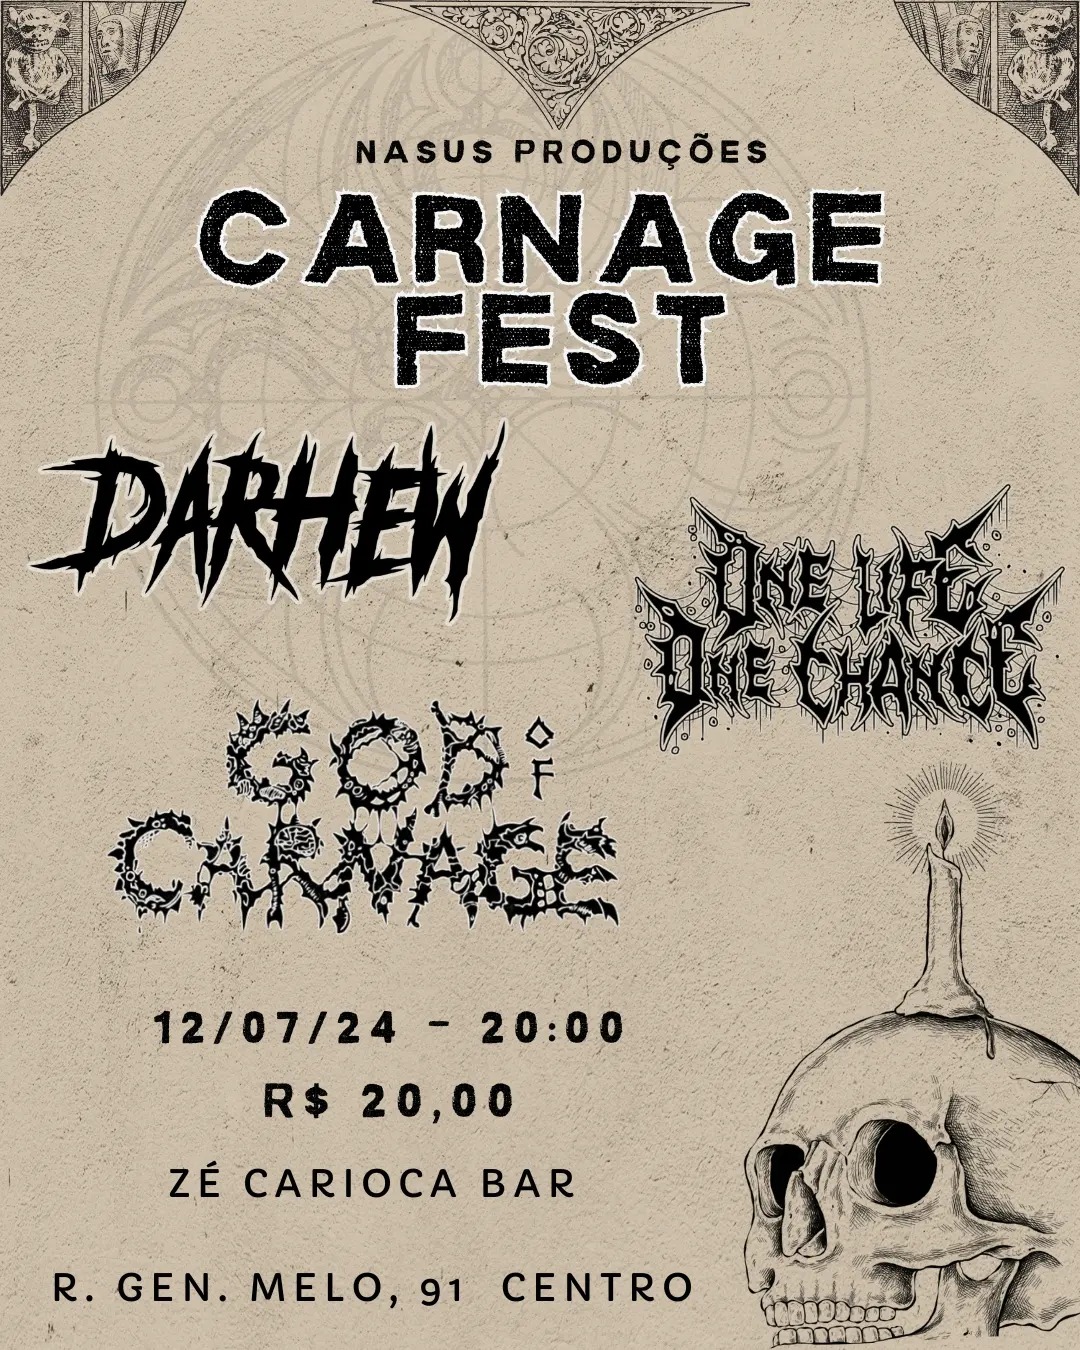 NASUS PRODUÇÕES
CARNAGE
FEST
DARHEW
ONE LIFE
ONE CHANCE
GOD OF
CARNAGE
12/07/24 - 20:00
R$ 20,00
ZÉ CARIOCA BAR
R. GEN. MELO, 91 CENTRO